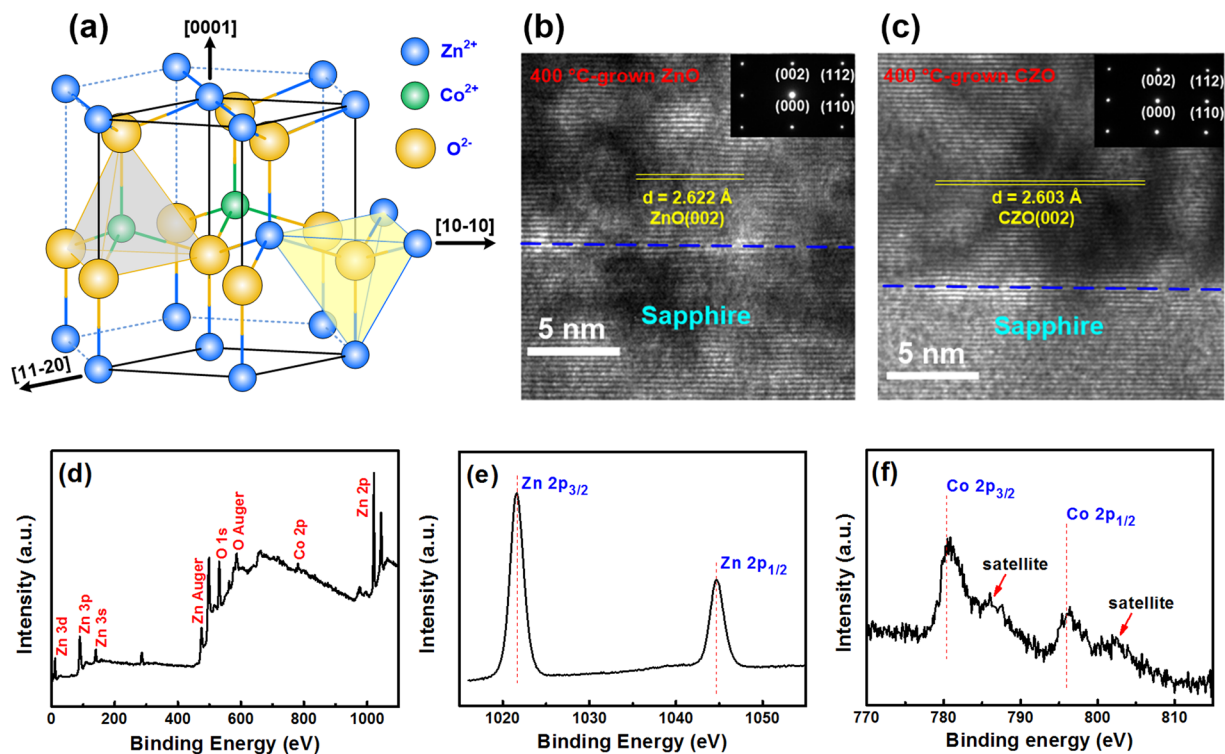 (a)
[0001]
Zn²⁺
Co²⁺
O²⁻
[10-10]
[11-20]
(b)
400 °C-grown ZnO
(002) (112)
(000) (110)
d = 2.622 Å
ZnO(002)
Sapphire
5 nm
(c)
400 °C-grown CZO
(002) (112)
(000) (110)
d = 2.603 Å
CZO(002)
Sapphire
5 nm
(d)
Intensity (a.u.)
Zn 3d
Zn 3p
Zn 3s
Zn Auger
O 1s
O Auger
Co 2p
Zn 2p
0 200 400 600 800 1000
Binding Energy (eV)
(e)
Intensity (a.u.)
Zn 2p3/2
Zn 2p1/2
1020 1030 1040 1050
Binding Energy (eV)
(f)
Intensity (a.u.)
Co 2p3/2
Co 2p1/2
satellite
satellite
770 780 790 800 810
Binding Energy (eV)